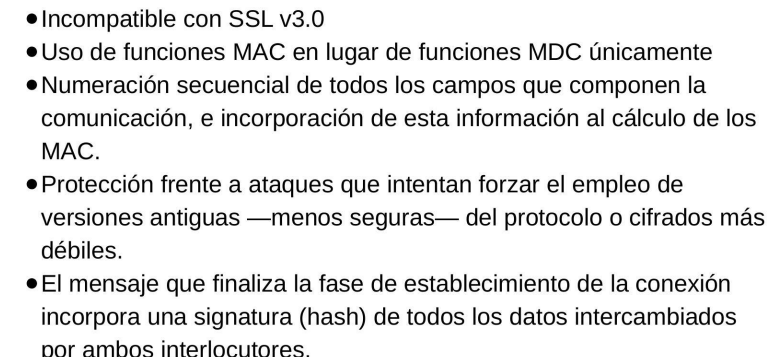 ●Incompatible con SSL v3.0
●Uso de funciones MAC en lugar de funciones MDC únicamente
●Numeración secuencial de todos los campos que componen la
comunicación, e incorporación de esta información al cálculo de los
MAC.
●Protección frente a ataques que intentan forzar el empleo de
versiones antiguas —menos seguras— del protocolo o cifrados más
débiles.
●El mensaje que finaliza la fase de establecimiento de la conexión
incorpora una signatura (hash) de todos los datos intercambiados
por ambos interlocutores.